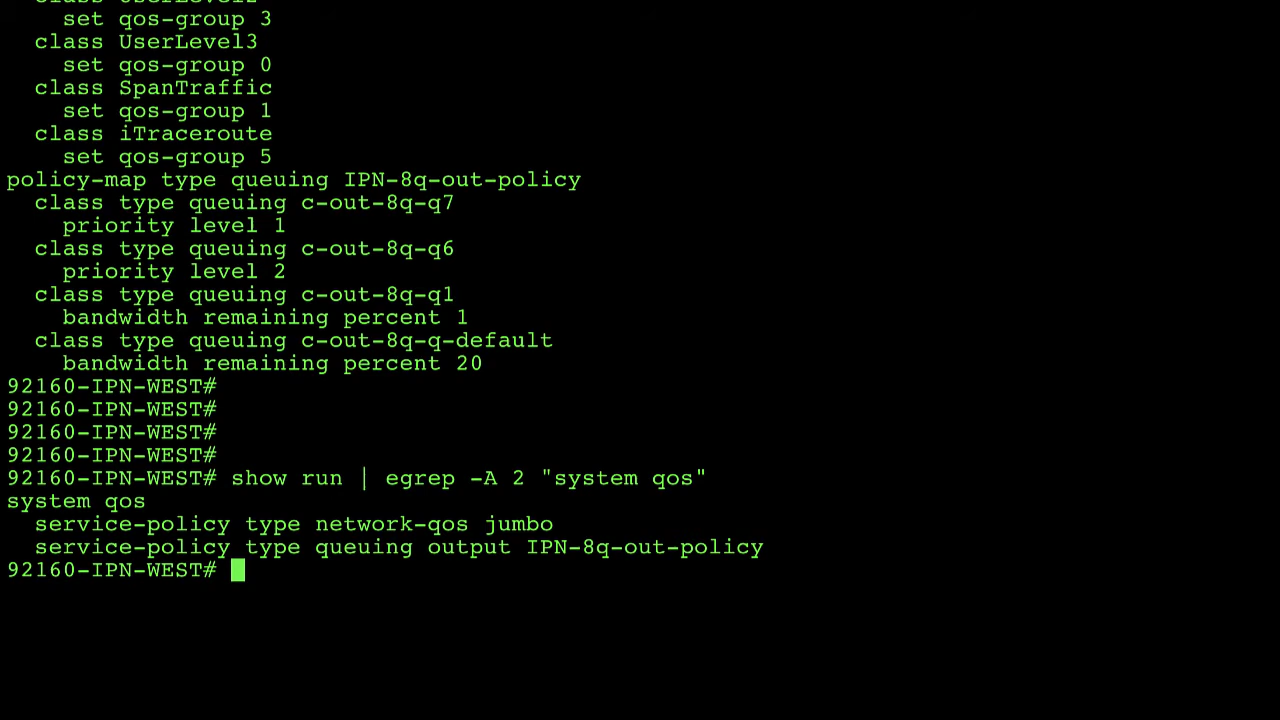 class UserLevel2
set qos-group 3
class UserLevel3
set qos-group 0
class SpanTraffic
set qos-group 1
class iTraceroute
set qos-group 5
policy-map type queuing IPN-8q-out-policy
class type queuing c-out-8q-q7
priority level 1
class type queuing c-out-8q-q6
priority level 2
class type queuing c-out-8q-q1
bandwidth remaining percent 1
class type queuing c-out-8q-q-default
bandwidth remaining percent 20
92160-IPN-WEST#
92160-IPN-WEST#
92160-IPN-WEST#
92160-IPN-WEST#
92160-IPN-WEST# show run | egrep -A 2 "system qos"
system qos
service-policy type network-qos jumbo
service-policy type queuing output IPN-8q-out-policy
92160-IPN-WEST#